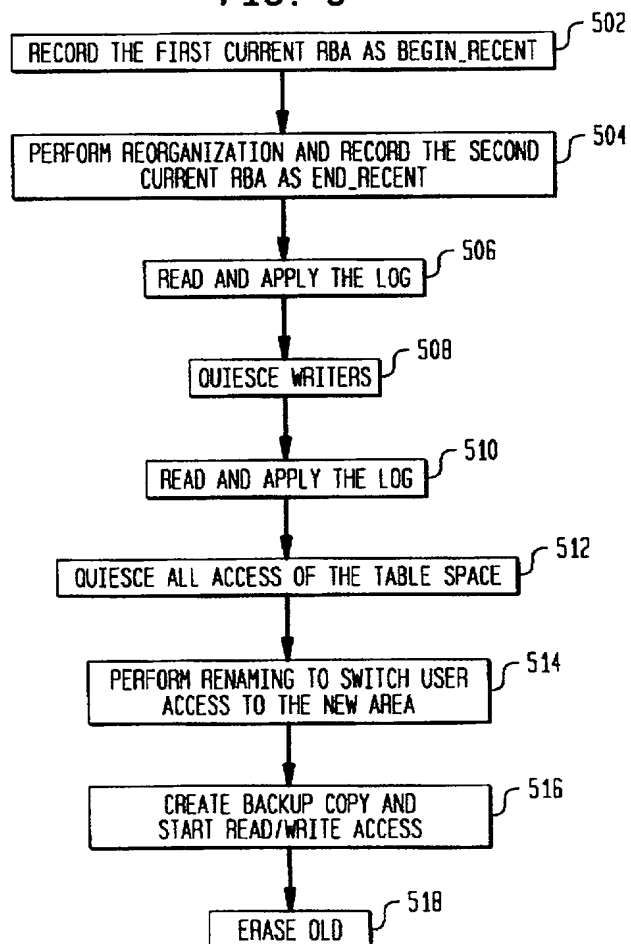 502
RECORD THE FIRST CURRENT RBA AS BEGIN_RECENT
504
PERFORM REORGANIZATION AND RECORD THE SECOND
CURRENT RBA AS END_RECENT
506
READ AND APPLY THE LOG
508
QUIESCE WRITERS
510
READ AND APPLY THE LOG
512
QUIESCE ALL ACCESS OF THE TABLE SPACE
514
PERFORM RENAMING TO SWITCH USER
ACCESS TO THE NEW AREA
516
CREATE BACKUP COPY AND
START READ/WRITE ACCESS
518
ERASE OLD